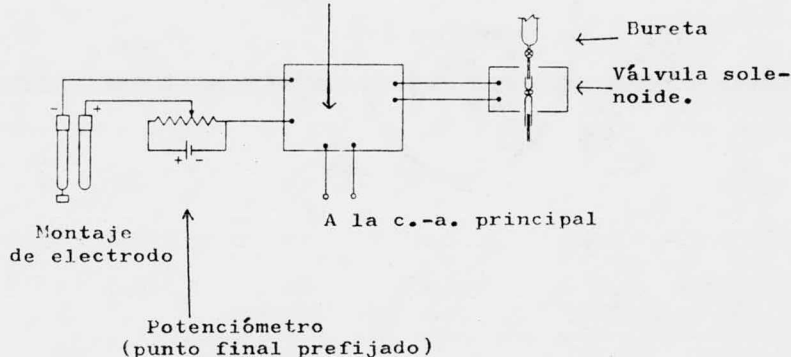 Bureta
Válvula sole-
noide.
- +
+ -
A la c.-a. principal
Montaje
de electrodo
Potenciómetro
(punto final prefijado)